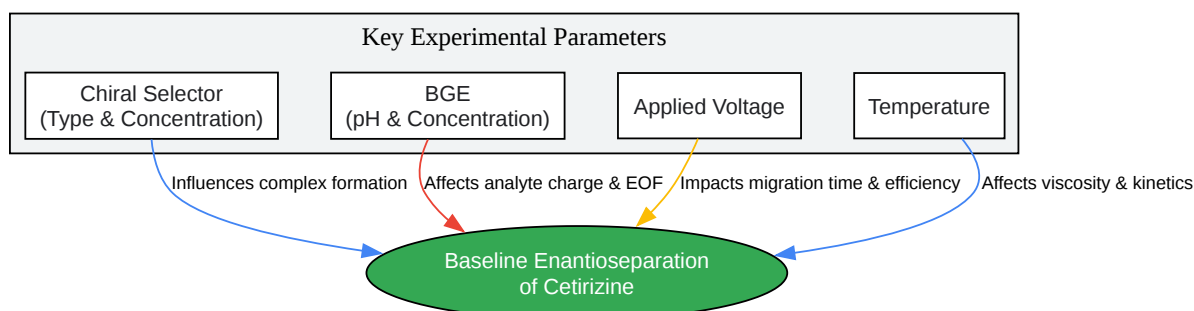 Key Experimental Parameters
Chiral Selector
(Type & Concentration)
BGE
(pH & Concentration)
Applied Voltage
Temperature
Influences complex formation
Affects analyte charge & EOF
Impacts migration time & efficiency
Affects viscosity & kinetics
Baseline Enantioseparation
of Cetirizine